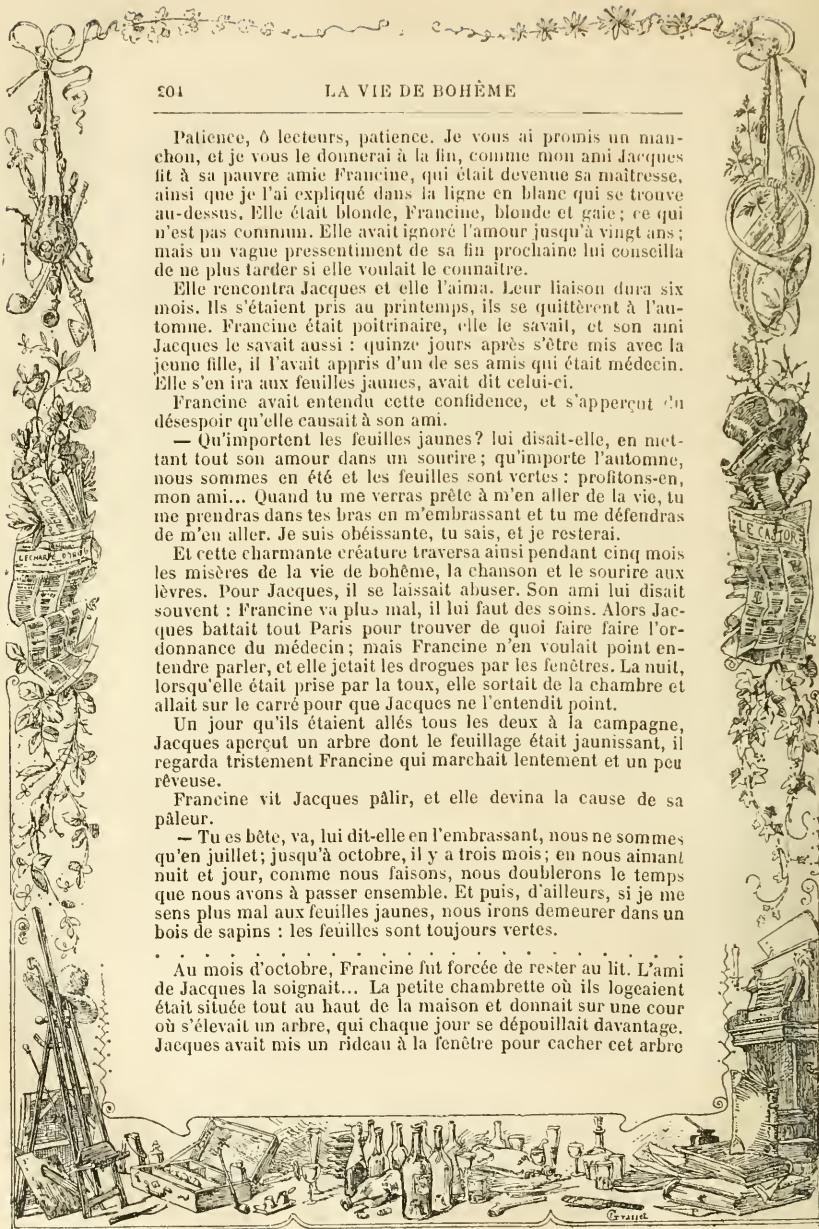 204 LA VIE DE BOHÈME
Patience, ô lecteurs, patience. Je vous ai promis un man-
chon, et je vous le donnerai à la fin, comme mon ami Jacques
fit à sa pauvre amie Francine, qui était devenue sa maîtresse,
ainsi que je l'ai expliqué dans la ligne en blanc qui se trouve
au-dessus. Elle était blonde, Francine, blonde et gaie; ce qui
n'est pas commun. Elle avait ignoré l'amour jusqu'à vingt ans;
mais un vague pressentiment de sa fin prochaine lui conseilla
de ne plus tarder si elle voulait le connaitre.
Elle rencontra Jacques et elle l'aima. Leur liaison dura six
mois. Ils s'étaient pris au printemps, ils se quittèrent à l'au-
tomne. Francine était poitrinaire, elle le savait, et son ami
Jacques le savait aussi : quinze jours après s'être mis avec la
jeune fille, il l'avait appris d'un de ses amis qui était médecin.
Elle s'en ira aux feuilles jaunes, avait dit celui-ci.
Francine avait entendu cette confidence, et s'apperçut du
désespoir qu'elle causait à son ami.
— Qu'importent les feuilles jaunes? lui disait-elle, en met-
tant tout son amour dans un sourire; qu'importe l'automne,
nous sommes en été et les feuilles sont vertes : profitons-en,
mon ami... Quand tu me verras prête à m'en aller de la vie, tu
me prendras dans tes bras en m'embrassant et tu me défendras
de m'en aller. Je suis obéissante, tu sais, et je resterai.
Et cette charmante créature traversa ainsi pendant cinq mois
les misères de la vie de bohême, la chanson et le sourire aux
lèvres. Pour Jacques, il se laissait abuser. Son ami lui disait
souvent : Francine va plus mal, il lui faut des soins. Alors Jac-
ques battait tout Paris pour trouver de quoi faire faire l'or-
donnance du médecin; mais Francine n'en voulait point en-
tendre parler, et elle jetait les drogues par les fenêtres. La nuit,
lorsqu'elle était prise par la toux, elle sortait de la chambre et
allait sur le carré pour que Jacques ne l'entendit point.
Un jour qu'ils étaient allés tous les deux à la campagne,
Jacques aperçut un arbre dont le feuillage était jaunissant, il
regarda tristement Francine qui marchait lentement et un peu
rêveuse.
Francine vit Jacques pâlir, et elle devina la cause de sa
pâleur.
— Tu es bête, va, lui dit-elle en l'embrassant, nous ne sommes
qu'en juillet; jusqu'à octobre, il y a trois mois; en nous aimant
nuit et jour, comme nous faisons, nous doublerons le temps
que nous avons à passer ensemble. Et puis, d'ailleurs, si je me
sens plus mal aux feuilles jaunes, nous irons demeurer dans un
bois de sapins : les feuilles sont toujours vertes.
. . . . . . . . . . . . . . . . . . . . . . . . .
Au mois d'octobre, Francine fut forcée de rester au lit. L'ami
de Jacques la soignait... La petite chambrette où ils logeaient
était située tout au haut de la maison et donnait sur une cour
où s'élevait un arbre, qui chaque jour se dépouillait davantage.
Jacques avait mis un rideau à la fenêtre pour cacher cet arbre
LE CASTOR
Grasset